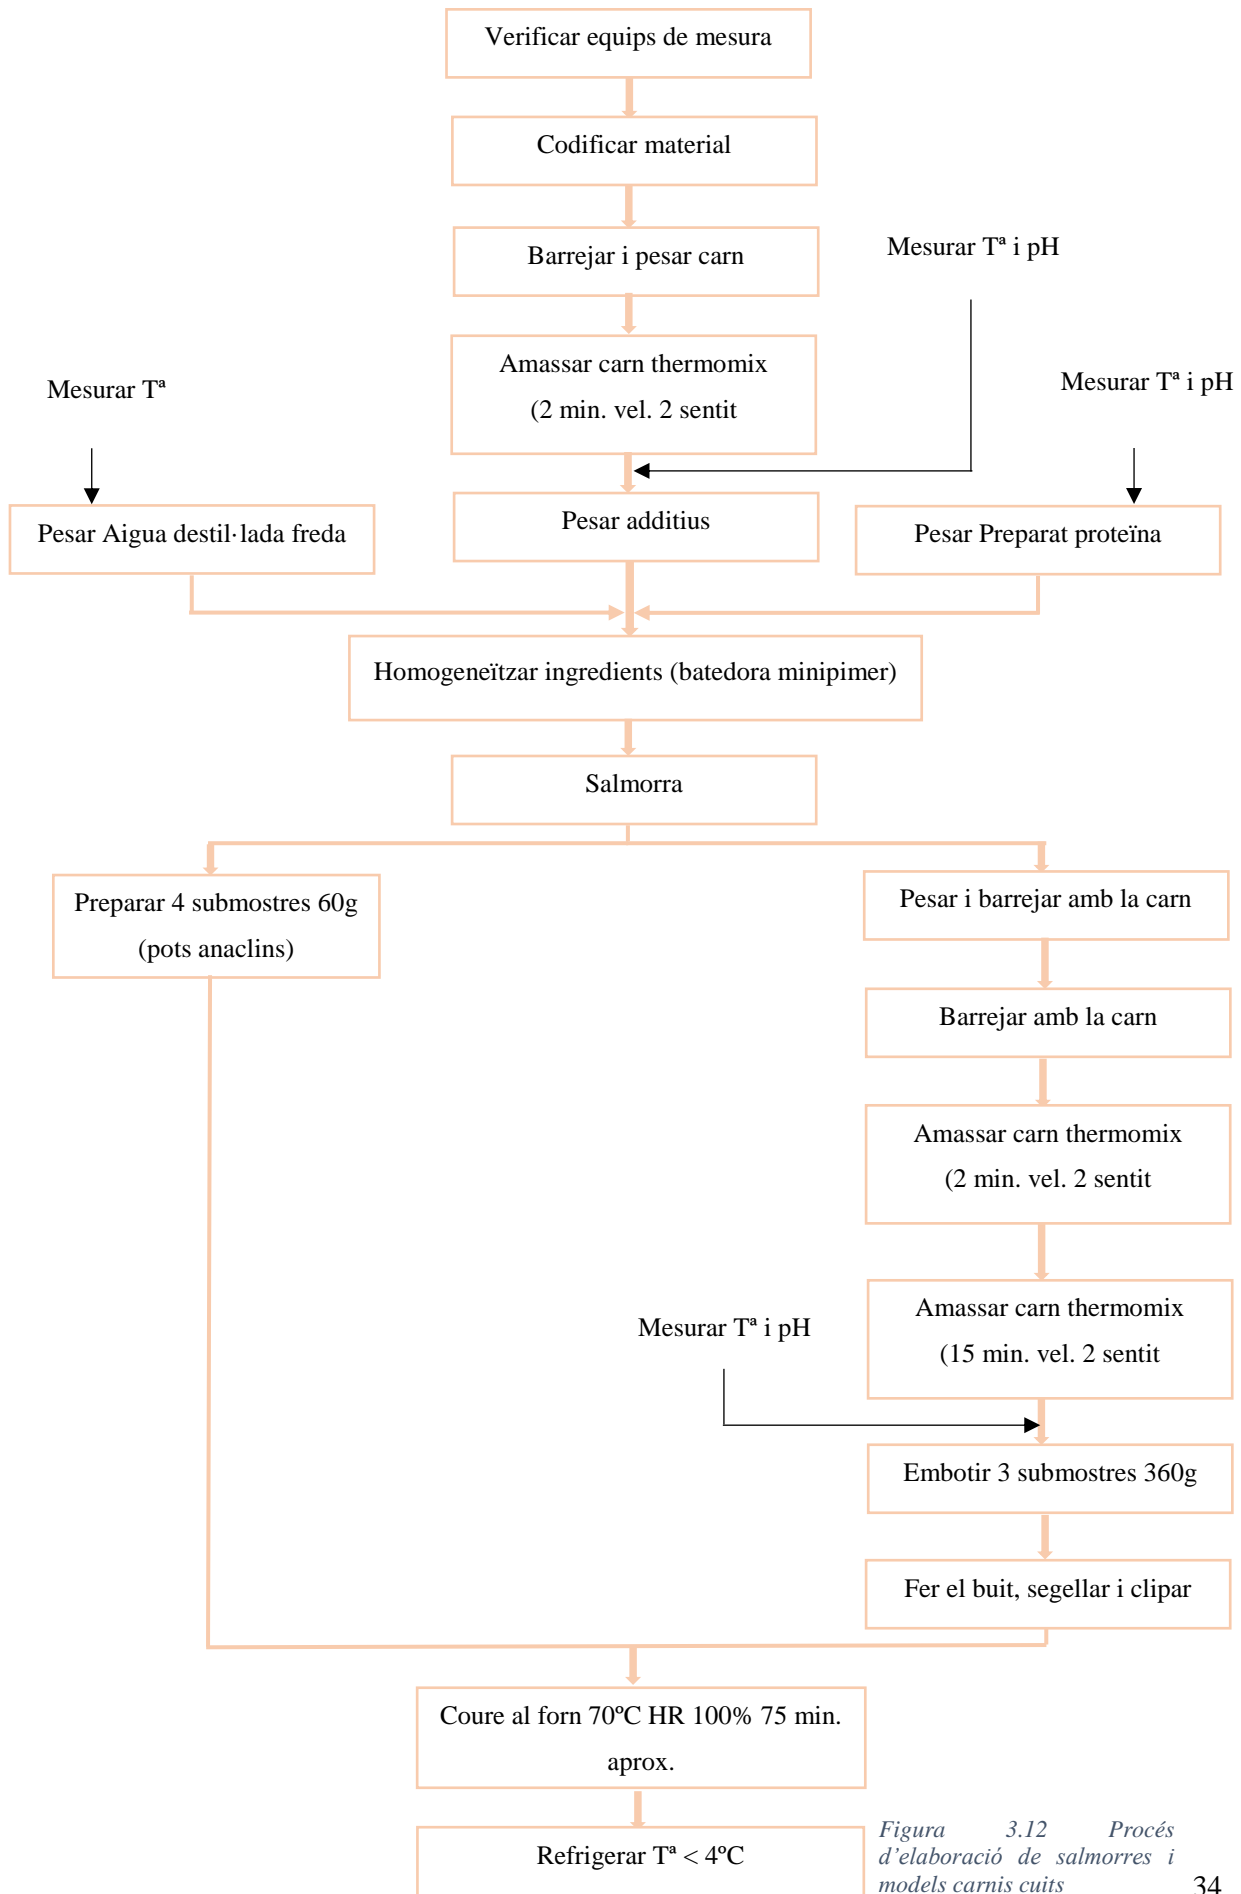 Verificar equips de mesura
Codificar material
Barrejar i pesar carn
Mesurar Tª i pH
Amassar carn thermomix
(2 min. vel. 2 sentit
Mesurar Tª
Mesurar Tª i pH
Pesar Aigua destil·lada freda
Pesar additius
Pesar Preparat proteïna
Homogeneïtzar ingredients (batedora minipimer)
Salmorra
Preparar 4 submostres 60g
(pots anaclins)
Pesar i barrejar amb la carn
Barrejar amb la carn
Amassar carn thermomix
(2 min. vel. 2 sentit
Amassar carn thermomix
(15 min. vel. 2 sentit
Mesurar Tª i pH
Embotir 3 submostres 360g
Fer el buit, segellar i clipar
Coure al forn 70ºC HR 100% 75 min.
aprox.
Refrigerar Tª < 4ºC
Figura 3.12 Procés
d’elaboració de salmorres i
models carnis cuits
34